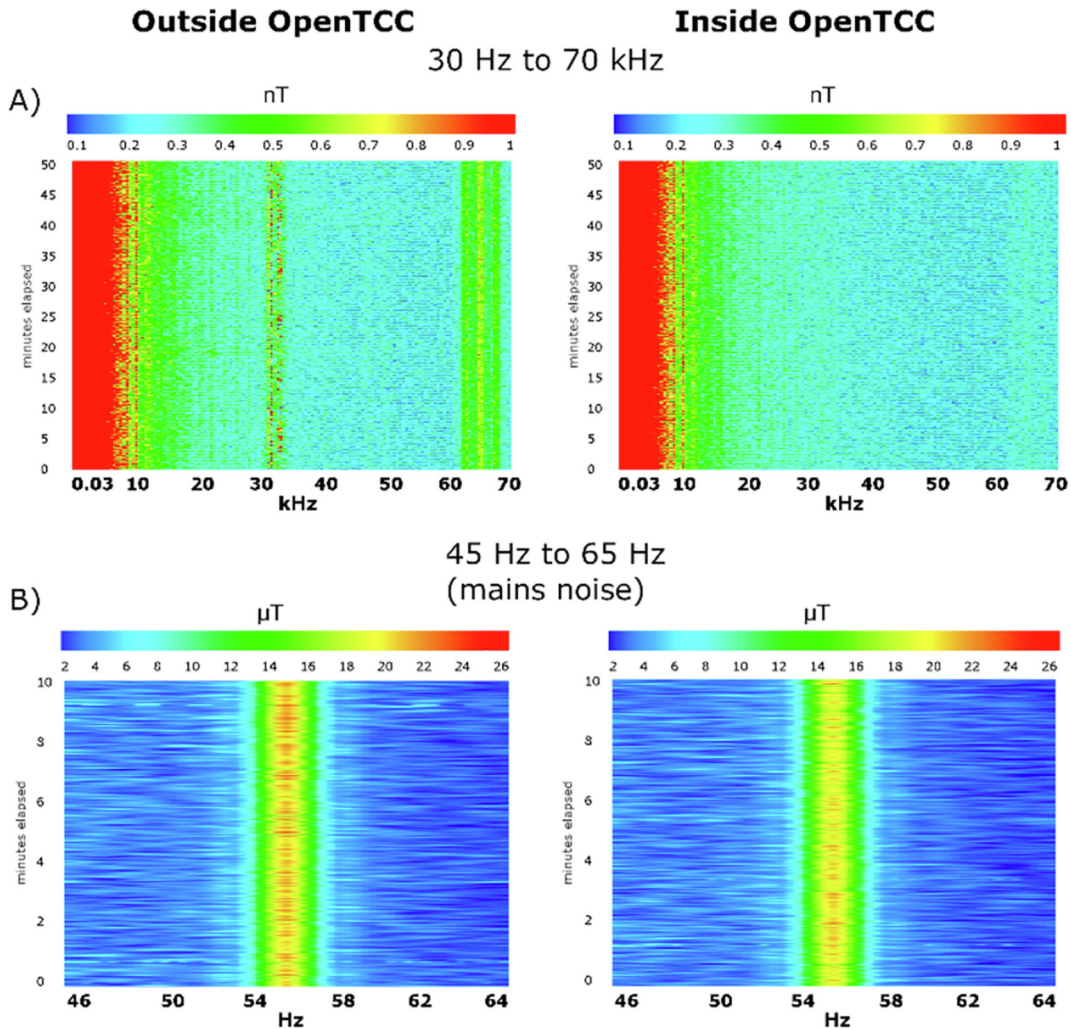 Outside OpenTCC Inside OpenTCC
30 Hz to 70 kHz
A)
nT nT
0.1 0.2 0.3 0.4 0.5 0.6 0.7 0.8 0.9 1 0.1 0.2 0.3 0.4 0.5 0.6 0.7 0.8 0.9 1
50 50
45 45
40 40
35 35
30 30
25 25
20 20
15 15
10 10
5 5
0 0
minutes elapsed minutes elapsed
0.03 10 20 30 40 50 60 70 0.03 10 20 30 40 50 60 70
kHz kHz
45 Hz to 65 Hz
(mains noise)
B)
µT µT
2 4 6 8 10 12 14 16 18 20 22 24 26 2 4 6 8 10 12 14 16 18 20 22 24 26
10 10
8 8
6 6
4 4
2 2
0 0
minutes elapsed minutes elapsed
46 50 54 58 62 64 46 50 54 58 62 64
Hz Hz